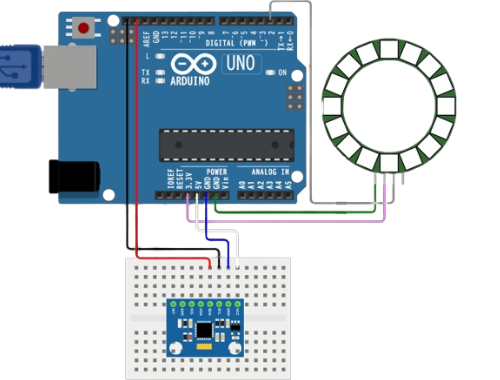 AREF
GND
13
12
~11
~10
~9
8
7
~6
~5
4
~3
2
TX→1
RX←0
DIGITAL (PWM ~)
L
TX
RX
UNO
ON
ARDUINO
IOREF
RESET
3.3V
5V
GND
GND
Vin
POWER
ANALOG IN
A0
A1
A2
A3
A4
A5